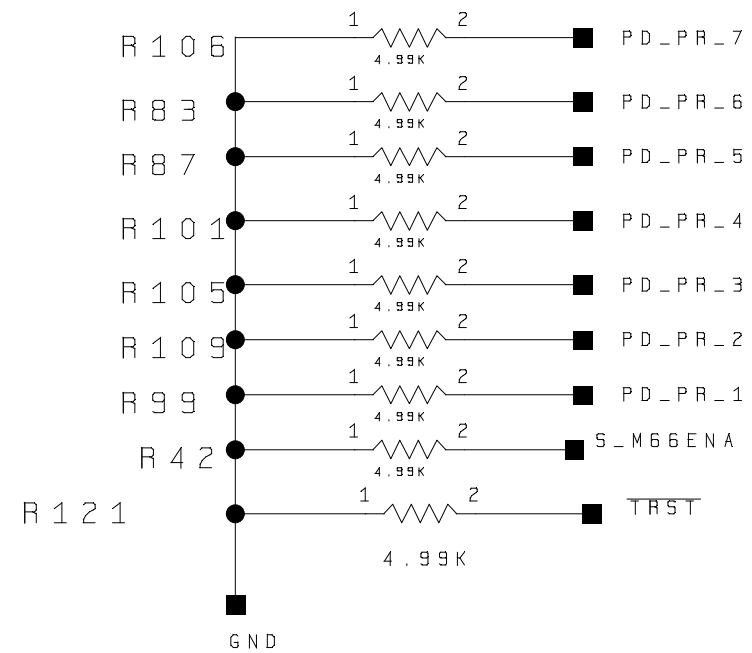 1 2
R106 PD_PR_7
4.99K
1 2
R83 PD_PR_6
4.99K
1 2
R87 PD_PR_5
4.99K
1 2
R101 PD_PR_4
4.99K
1 2
R105 PD_PR_3
4.99K
1 2
R109 PD_PR_2
4.99K
1 2
R99 PD_PR_1
4.99K
1 2 S_M66ENA
R42
4.99K
1 2
R121 TRST
4.99K
GND